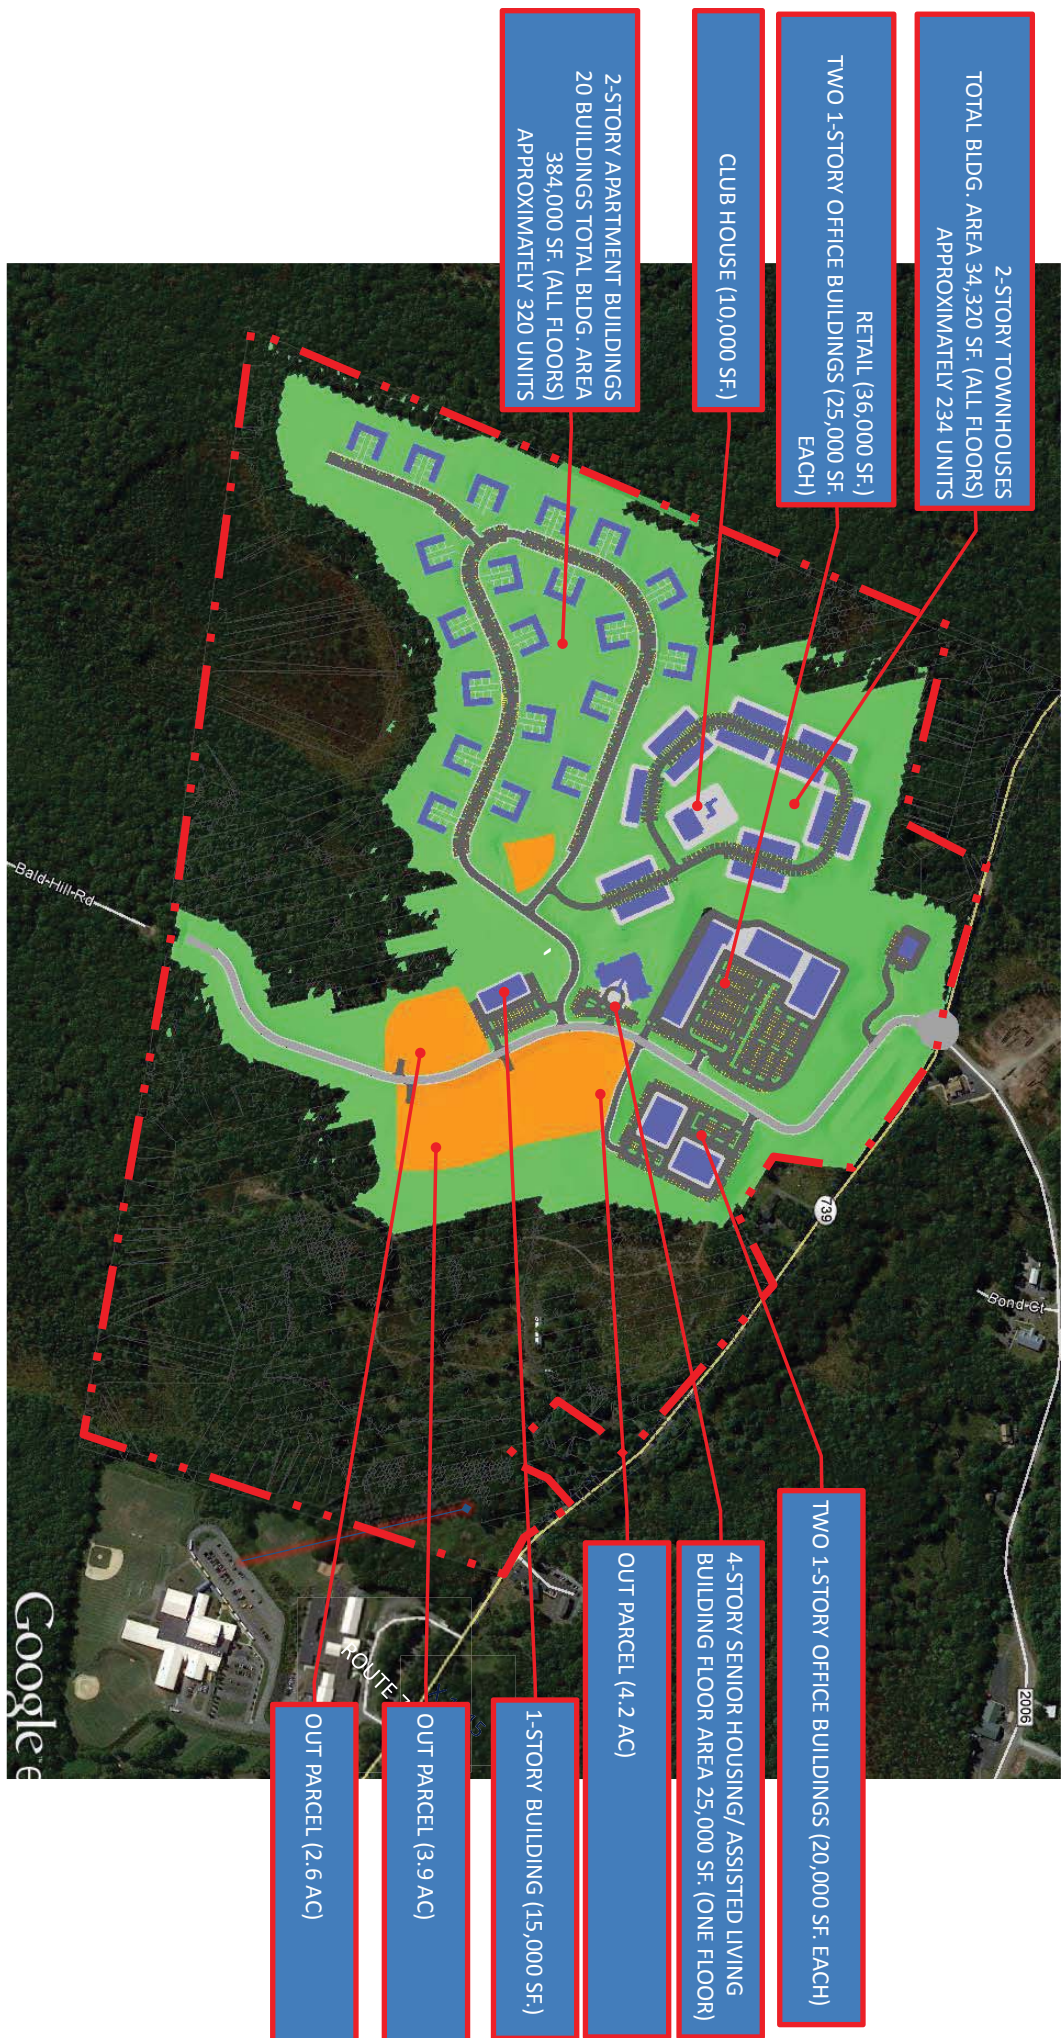 2-STORY TOWNHOUSES
TOTAL BLDG. AREA 34,320 SF. (ALL FLOORS)
APPROXIMATELY 234 UNITS
RETAIL (36,000 SF.)
TWO 1-STORY OFFICE BUILDINGS (25,000 SF.
EACH)
CLUB HOUSE (10,000 SF.)
2-STORY APARTMENT BUILDINGS
20 BUILDINGS TOTAL BLDG. AREA
384,000 SF. (ALL FLOORS)
APPROXIMATELY 320 UNITS
TWO 1-STORY OFFICE BUILDINGS (20,000 SF. EACH)
4-STORY SENIOR HOUSING/ ASSISTED LIVING
BUILDING FLOOR AREA 25,000 SF. (ONE FLOOR)
OUT PARCEL (4.2 AC)
1-STORY BUILDING (15,000 SF.)
OUT PARCEL (3.9 AC)
OUT PARCEL (2.6 AC)
Bald-Hill-Rd
739
Bond-Ct
2006
ROUTE 7
Google e